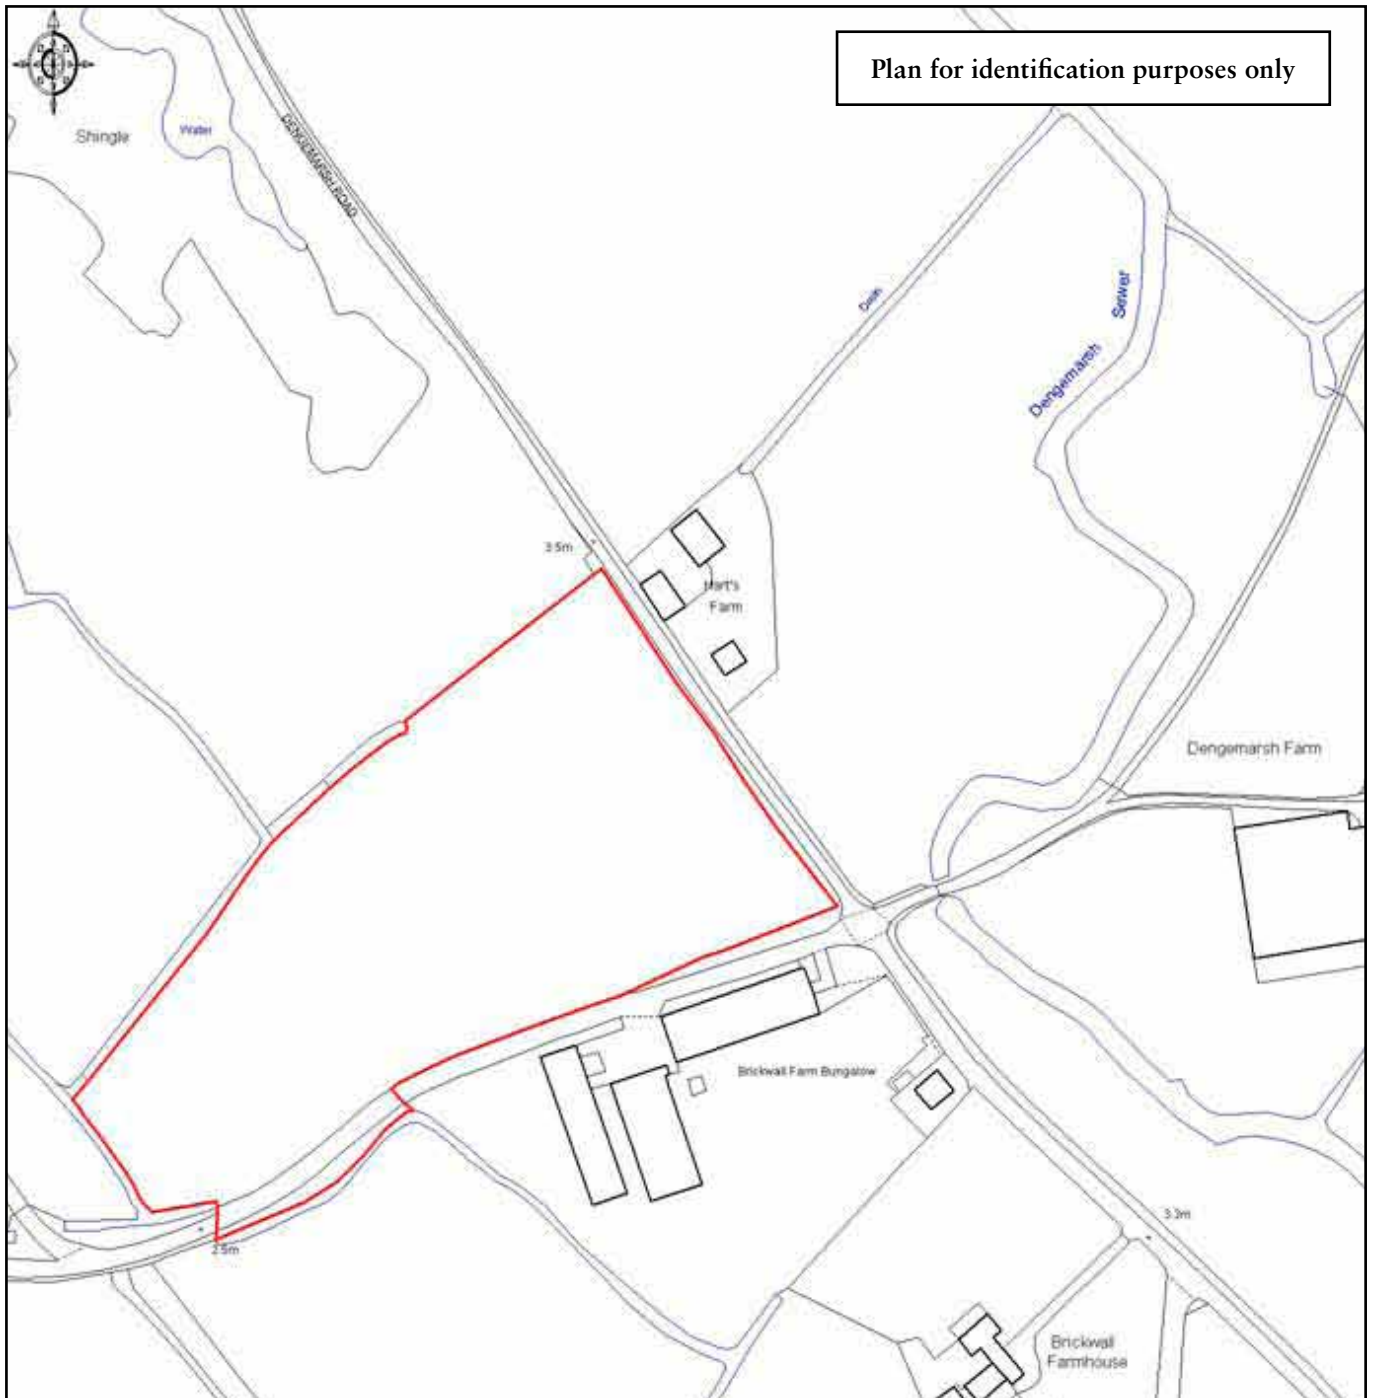 Plan for identification purposes only
Shingle
Water
DENGEMARSH ROAD
Drain
Sewer
Dengemarsh
3.5m
Hart's
Farm
Dengemarsh Farm
Brickwall Farm Bungalow
3.3m
2.5m
Brickwall
Farmhouse